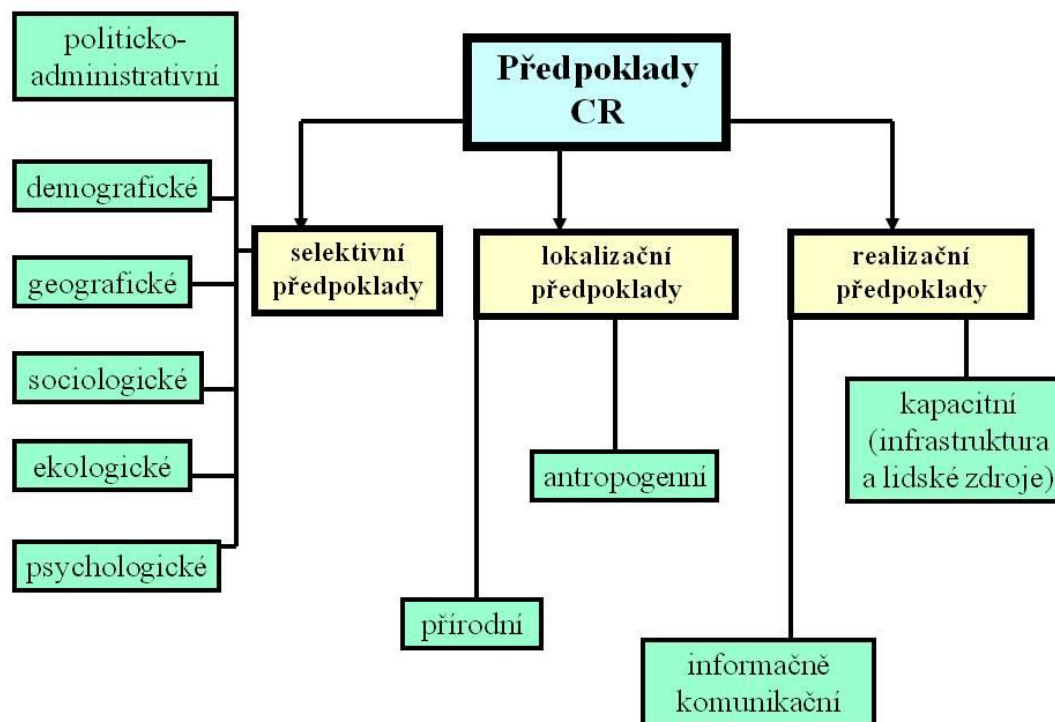 politicko-
administrativní
Předpoklady
CR
demografické
selektivní
předpoklady
lokalizační
předpoklady
realizační
předpoklady
geografické
sociologické
kapacitní
(infrastruktura
a lidské zdroje)
ekologické
antropogenní
psychologické
přírodní
informačně
komunikační